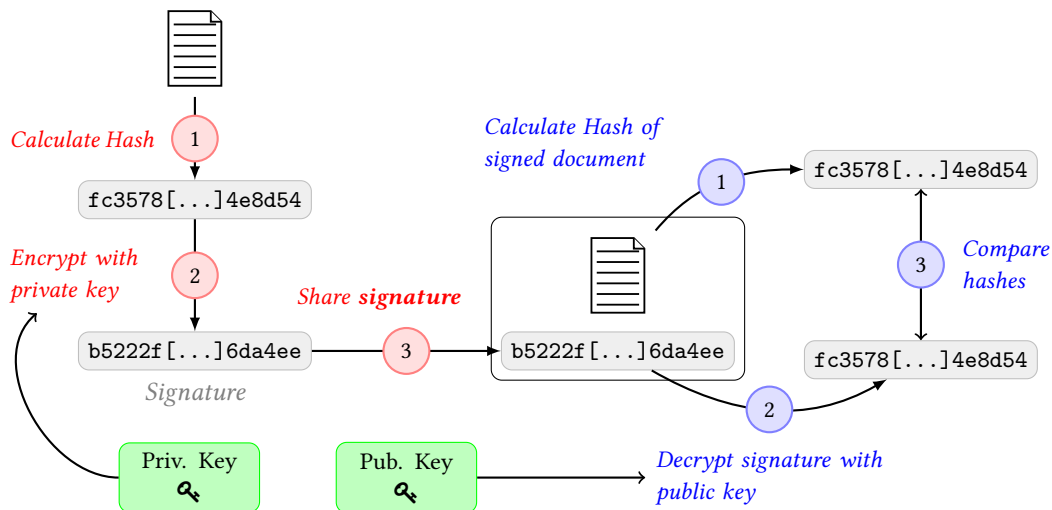 Calculate Hash
1
fc3578[...]4e8d54
Encrypt with
private key
2
b5222f[...]6da4ee
Signature
Share signature
3
Priv. Key
Pub. Key
Calculate Hash of
signed document
1
fc3578[...]4e8d54
b5222f[...]6da4ee
3
Compare
hashes
fc3578[...]4e8d54
2
Decrypt signature with
public key